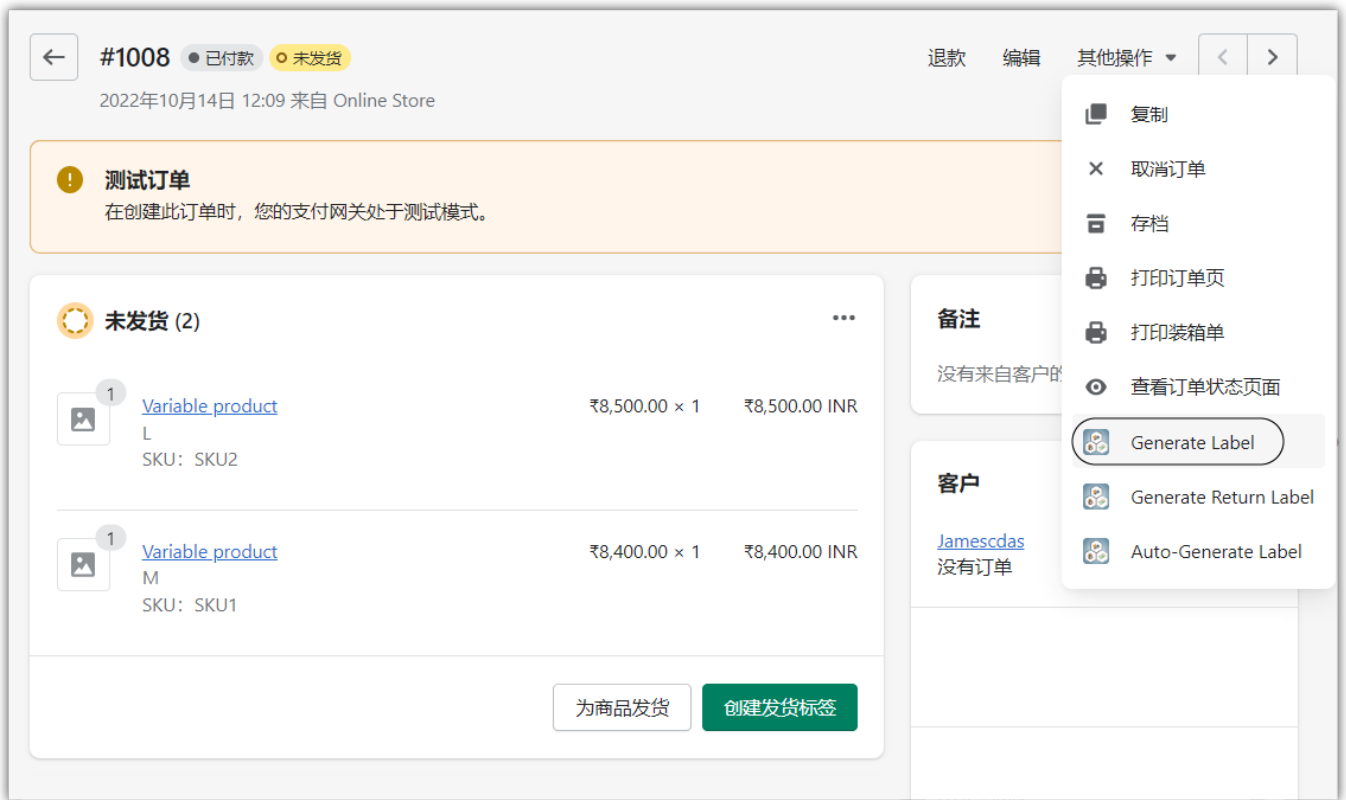 #1008 已付款 未发货
退款 编辑 其他操作
2022年10月14日 12:09 来自 Online Store
测试订单
在创建此订单时，您的支付网关处于测试模式。
复制
取消订单
存档
打印订单页
打印装箱单
查看订单状态页面
Generate Label
Generate Return Label
Auto-Generate Label
未发货 (2)
1
Variable product
₹8,500.00 × 1 ₹8,500.00 INR
L
SKU：SKU2
1
Variable product
₹8,400.00 × 1 ₹8,400.00 INR
M
SKU：SKU1
为商品发货 创建发货标签
备注
没有来自客户的
客户
Jamescdas
没有订单